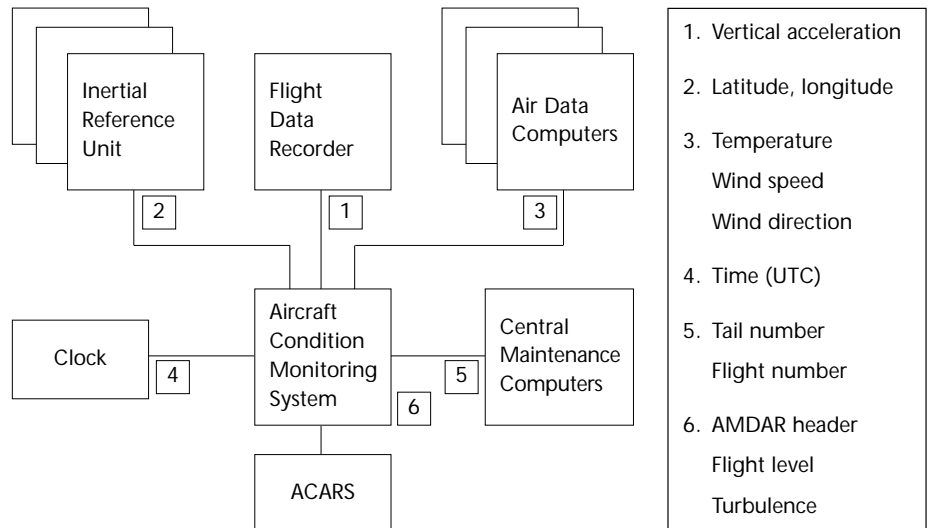 Inertial
Reference
Unit
Flight
Data
Recorder
Air Data
Computers
2
1
3
Clock
4
Aircraft
Condition
Monitoring
System
5
6
Central
Maintenance
Computers
ACARS
1. Vertical acceleration
2. Latitude, longitude
3. Temperature
Wind speed
Wind direction
4. Time (UTC)
5. Tail number
Flight number
6. AMDAR header
Flight level
Turbulence